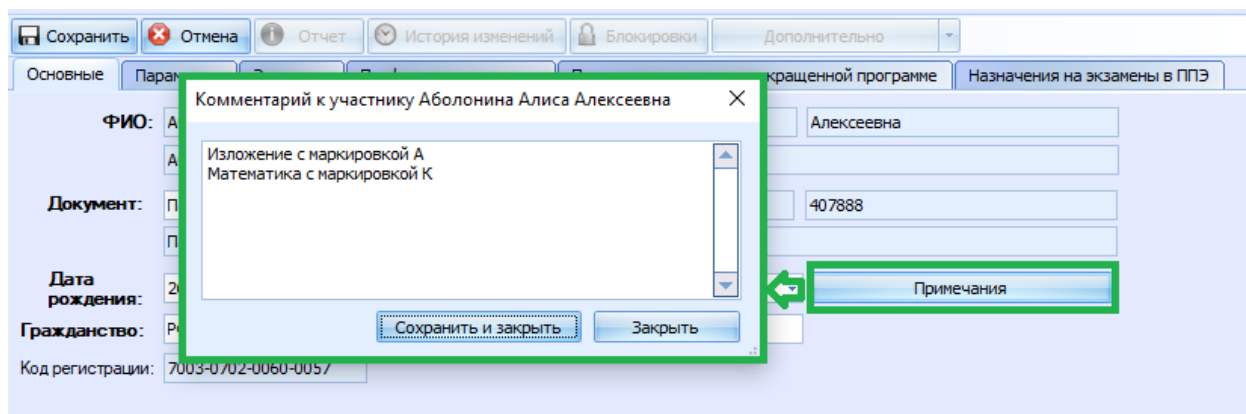 Сохранить Отмена Отчет История изменений Блокировки Дополнительно
Основные Назначения на экзамены в ППЭ
Комментарий к участнику Аболонина Алиса Алексеевна
ФИО: Алексеевна
Изложение с маркировкой А
Математика с маркировкой К
Документ: 407888
Дата рождения: Примечания
Сохранить и закрыть Закрыть
Гражданство:
Код регистрации: 7003-0702-0060-0057